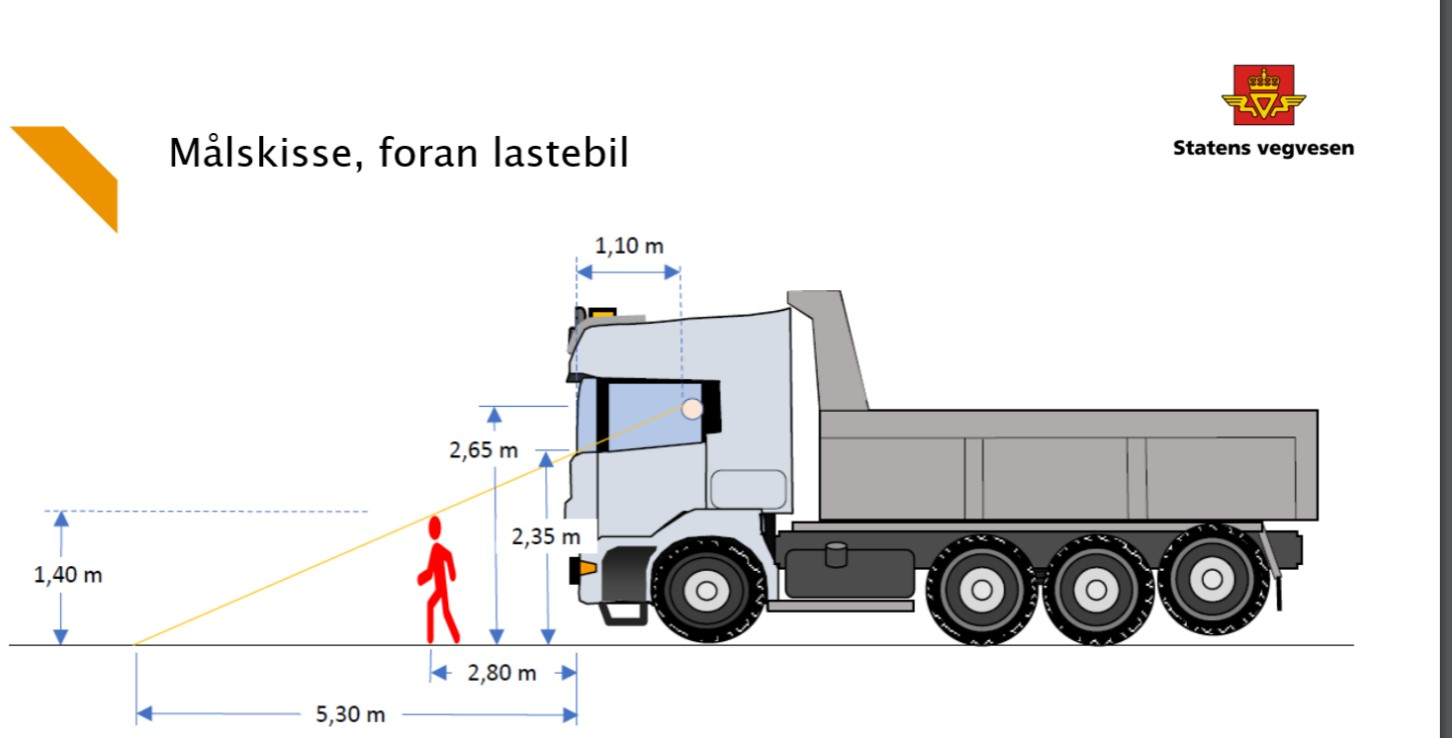 Statens vegvesen
Målskisse, foran lastebil
1,10 m
2,65 m
2,35 m
1,40 m
2,80 m
5,30 m